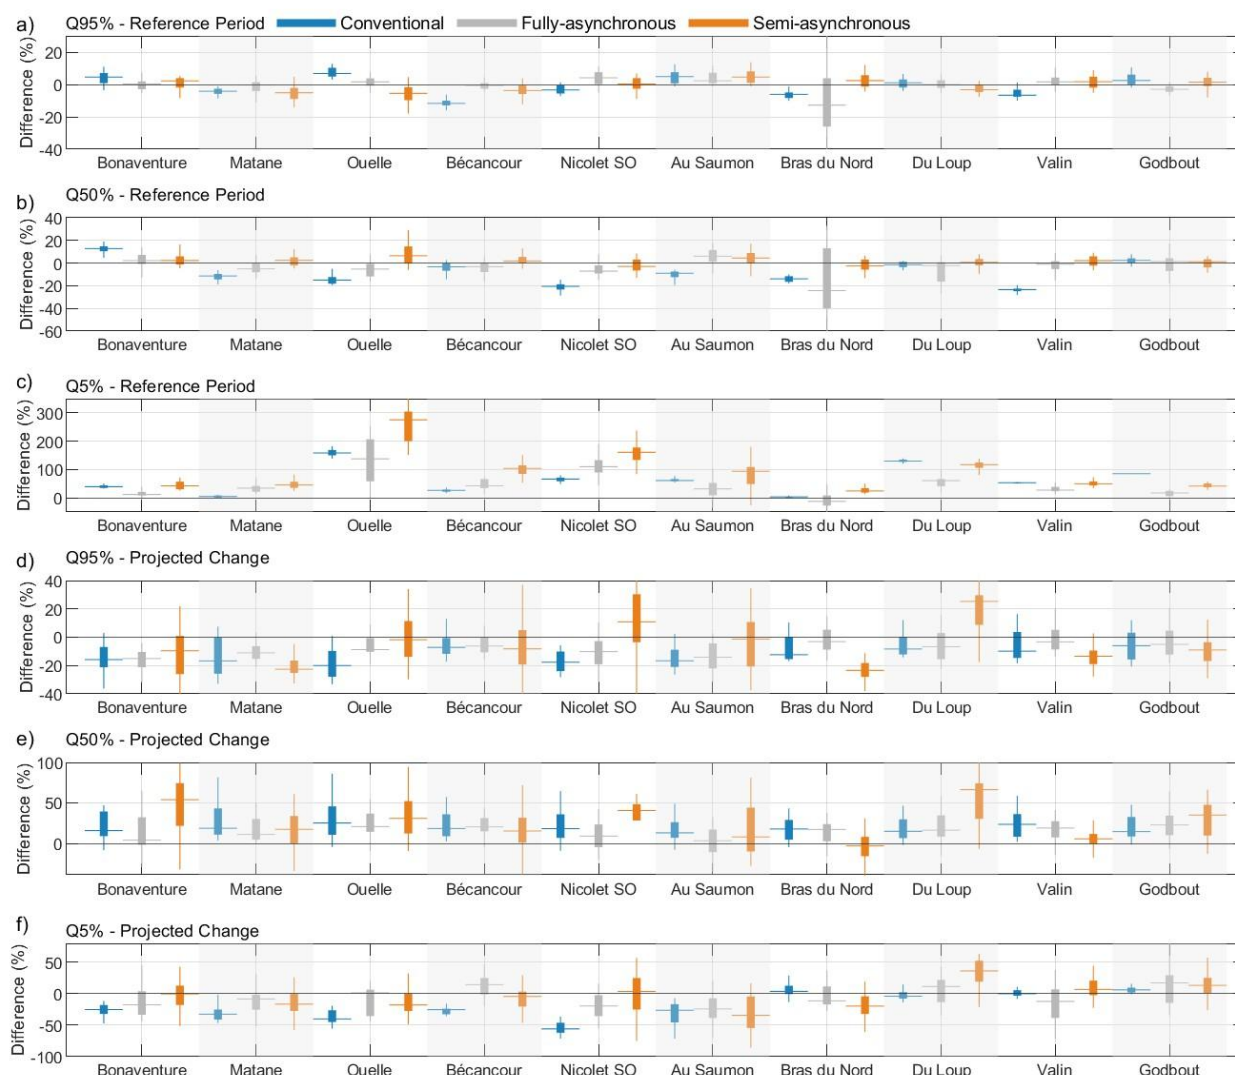 a) Q95% - Reference Period Conventional Fully-asynchronous Semi-asynchronous
Difference (%)
20
0
-20
-40
Bonaventure Matane Ouelle Bécancour Nicolet SO Au Saumon Bras du Nord Du Loup Valin Godbout
b) Q50% - Reference Period
Difference (%)
40
20
0
-20
-40
-60
Bonaventure Matane Ouelle Bécancour Nicolet SO Au Saumon Bras du Nord Du Loup Valin Godbout
c) Q5% - Reference Period
Difference (%)
300
200
100
0
Bonaventure Matane Ouelle Bécancour Nicolet SO Au Saumon Bras du Nord Du Loup Valin Godbout
d) Q95% - Projected Change
Difference (%)
40
20
0
-20
-40
Bonaventure Matane Ouelle Bécancour Nicolet SO Au Saumon Bras du Nord Du Loup Valin Godbout
e) Q50% - Projected Change
Difference (%)
100
50
0
Bonaventure Matane Ouelle Bécancour Nicolet SO Au Saumon Bras du Nord Du Loup Valin Godbout
f) Q5% - Projected Change
Difference (%)
50
0
-50
-100
Bonaventure Matane Ouelle Bécancour Nicolet SO Au Saumon Bras du Nord Du Loup Valin Godbout